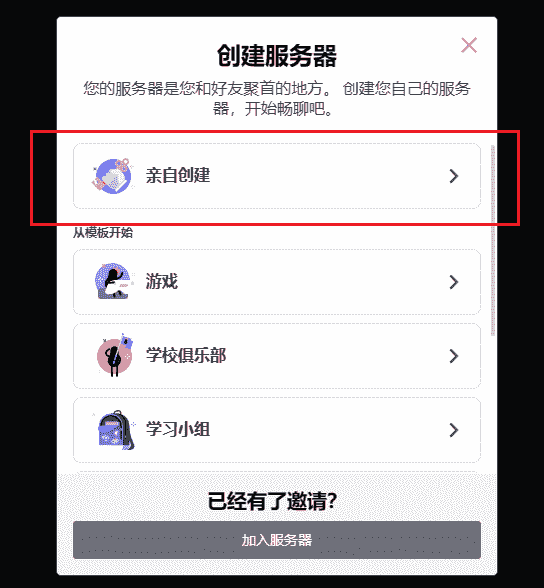 创建服务器
您的服务器是您和好友聚首的地方。 创建您自己的服务
器，开始畅聊吧。
亲自创建
从模板开始
游戏
学校俱乐部
学习小组
已经有了邀请?
加入服务器